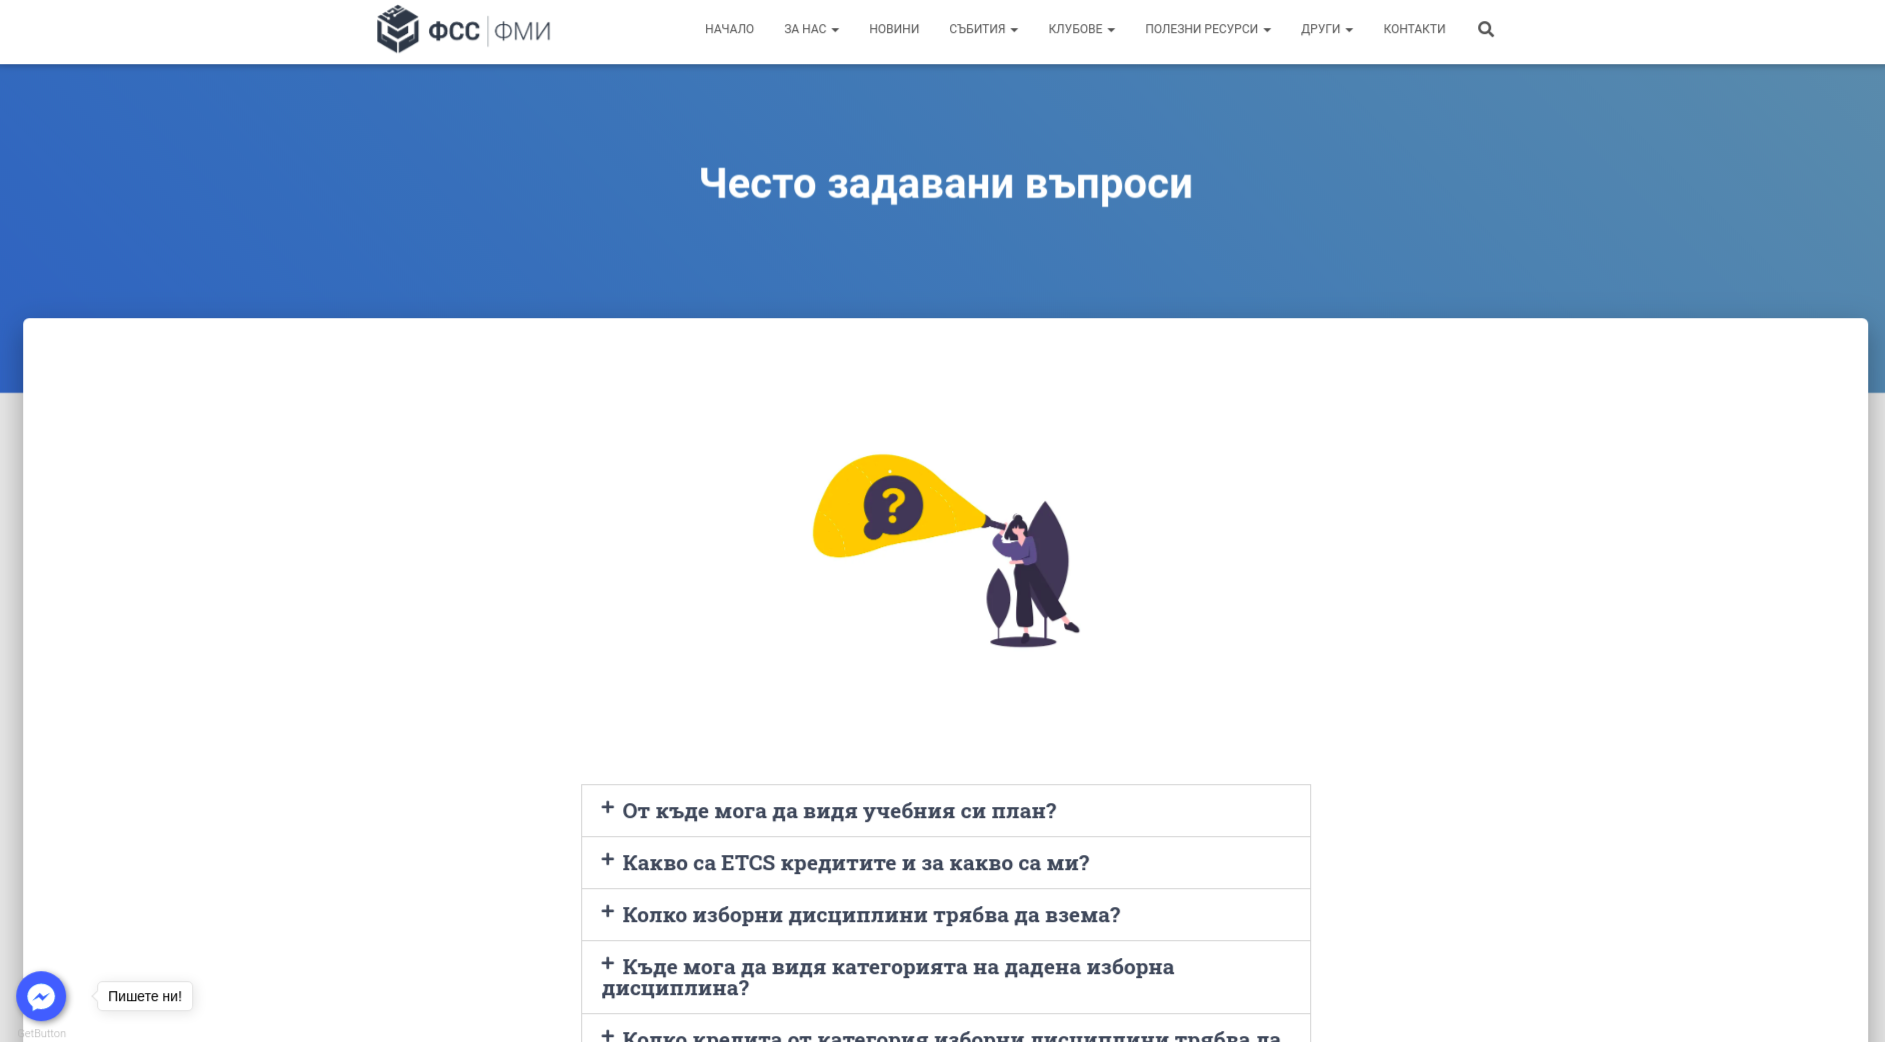 ФСС | ФМИ
НАЧАЛО ЗА НАС НОВИНИ СЪБИТИЯ КЛУБОВЕ ПОЛЕЗНИ РЕСУРСИ ДРУГИ КОНТАКТИ
Често задавани въпроси
?
От къде мога да видя учебния си план?
Какво са ETCS кредитите и за какво са ми?
Колко изборни дисциплини трябва да взема?
Къде мога да видя категорията на дадена изборна
дисциплина?
Колко кредита от категория изборни дисциплини трябва да
Пишете ни!
GetButton